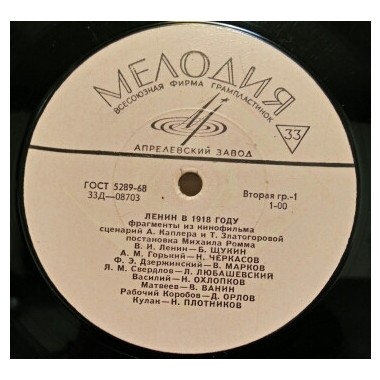 МЕЛОДИЯ
ВСЕСОЮЗНАЯ ФИРМА ГРАМПЛАСТИНОК
33
АПРЕЛЕВСКИЙ ЗАВОД
ГОСТ 5289-68
33Д—08703
Вторая гр.-1
1-00
ЛЕНИН В 1918 ГОДУ
фрагменты из кинофильма
сценарий А. Каплера и Т. Златогоровой
постановка Михаила Ромма
В. И. Ленин—Б. ЩУКИН
А. М. Горький—Н. ЧЕРКАСОВ
Ф. Э. Дзержинский—В. МАРКОВ
Я. М. Свердлов—Л. ЛЮБАШЕВСКИЙ
Василий—Н. ОХЛОПКОВ
Матвеев—В. ВАНИН
Рабочий Коробов—Д. ОРЛОВ
Кулак—Н. ПЛОТНИКОВ